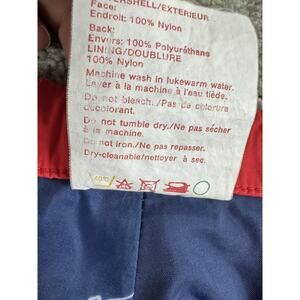 ERSHELL/EXTERIEUR
Face:
Endroit: 100% Nylon
Back:
Envers: 100% Polyuréthane
LINING/DOUBLURE
100% Nylon
Machine wash in lukewarm water.
Laver à la machine à l'eau tiède.
Do not bleach./Pas de chlorure
decolorant.
Do not tumble dry./Ne pas sécher
à la machine.
Do not iron./Ne pas repasser.
Dry-cleanable/nettoyer à sec.